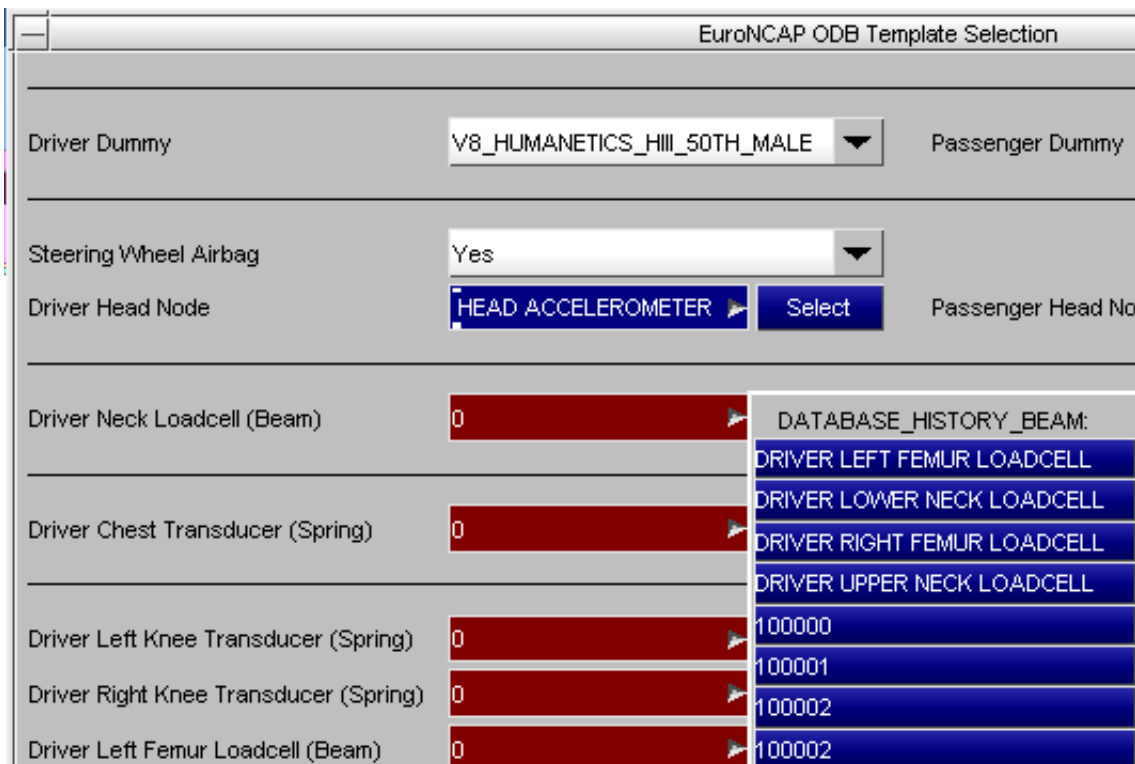 EuroNCAP ODB Template Selection
Driver Dummy V8_HUMANETICS_HIII_50TH_MALE Passenger Dummy
Steering Wheel Airbag Yes
Driver Head Node HEAD ACCELEROMETER Select Passenger Head No
Driver Neck Loadcell (Beam) 0 DATABASE_HISTORY_BEAM:
DRIVER LEFT FEMUR LOADCELL
DRIVER LOWER NECK LOADCELL
Driver Chest Transducer (Spring) 0 DRIVER RIGHT FEMUR LOADCELL
DRIVER UPPER NECK LOADCELL
Driver Left Knee Transducer (Spring) 0 100000
100001
Driver Right Knee Transducer (Spring) 0 100002
Driver Left Femur Loadcell (Beam) 0 100002